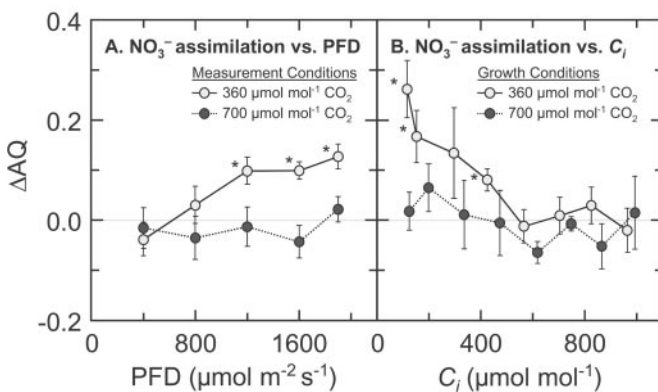 A. NO₃⁻ assimilation vs. PFD
Measurement Conditions
360 µmol mol⁻¹ CO₂
700 µmol mol⁻¹ CO₂
B. NO₃⁻ assimilation vs. Cᵢ
Growth Conditions
360 µmol mol⁻¹ CO₂
700 µmol mol⁻¹ CO₂
0.4
0.2
0.0
-0.2
ΔAQ
* * *
* * *
0 800 1600
0 400 800
PFD (µmol m⁻² s⁻¹)
Cᵢ (µmol mol⁻¹)